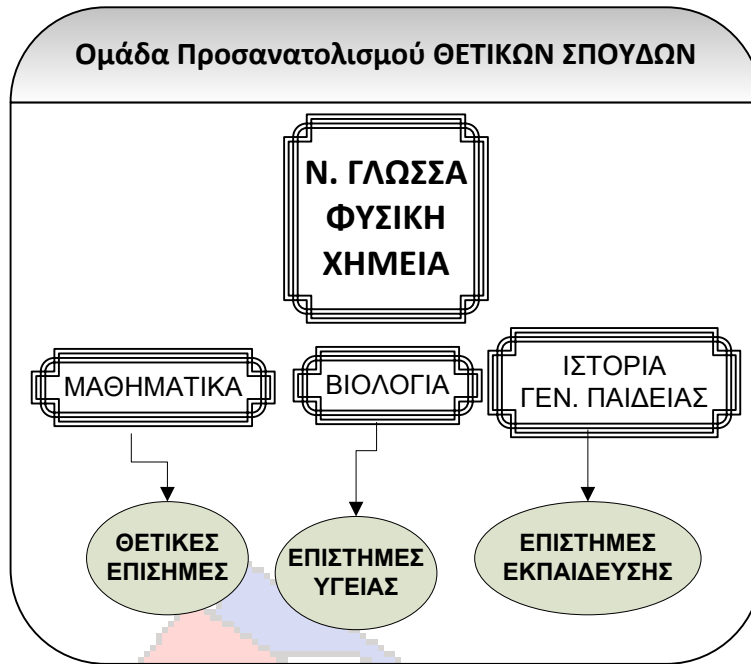 Ομάδα Προσανατολισμού ΘΕΤΙΚΩΝ ΣΠΟΥΔΩΝ
Ν. ΓΛΩΣΣΑ
ΦΥΣΙΚΗ
ΧΗΜΕΙΑ
ΜΑΘΗΜΑΤΙΚΑ
ΒΙΟΛΟΓΙΑ
ΙΣΤΟΡΙΑ
ΓΕΝ. ΠΑΙΔΕΙΑΣ
ΘΕΤΙΚΕΣ
ΕΠΙΣΗΜΕΣ
ΕΠΙΣΤΗΜΕΣ
ΥΓΕΙΑΣ
ΕΠΙΣΤΗΜΕΣ
ΕΚΠΑΙΔΕΥΣΗΣ